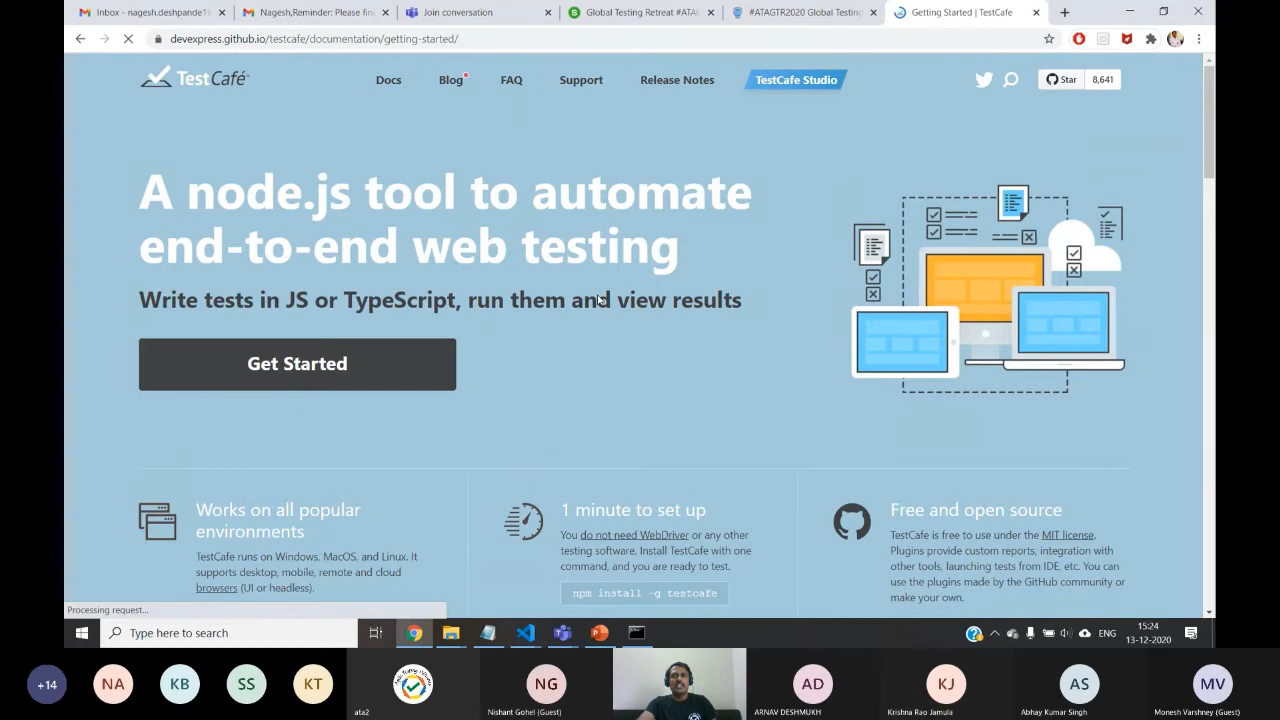 Inbox - nagesh.deshpande1@
Nagesh,Reminder: Please fin
Join conversation
Global Testing Retreat #ATAG
#ATAGTR2020 Global Testing
Getting Started | TestCafe
devexpress.github.io/testcafe/documentation/getting-started/
TestCafé
Docs
Blog
FAQ
Support
Release Notes
TestCafe Studio
Star
8,641
A node.js tool to automate
end-to-end web testing
Write tests in JS or TypeScript, run them and view results
Get Started
Works on all popular
environments
TestCafe runs on Windows, MacOS, and Linux. It
supports desktop, mobile, remote and cloud
browsers (UI or headless).
1 minute to set up
You do not need WebDriver or any other
testing software. Install TestCafe with one
command, and you are ready to test.
npm install -g testcafe
Free and open source
TestCafe is free to use under the MIT license.
Plugins provide custom reports, integration with
other tools, launching tests from IDE, etc. You can
use the plugins made by the GitHub community or
make your own.
Processing request...
Type here to search
ENG
15:24
13-12-2020
+14
NA
KB
SS
KT
ata2
NG
Nishant Gohel (Guest)
AD
ARNAV DESHMUKH
KJ
Krishna Rao Jamula
AS
Abhay Kumar Singh
MV
Monesh Varshney (Guest)